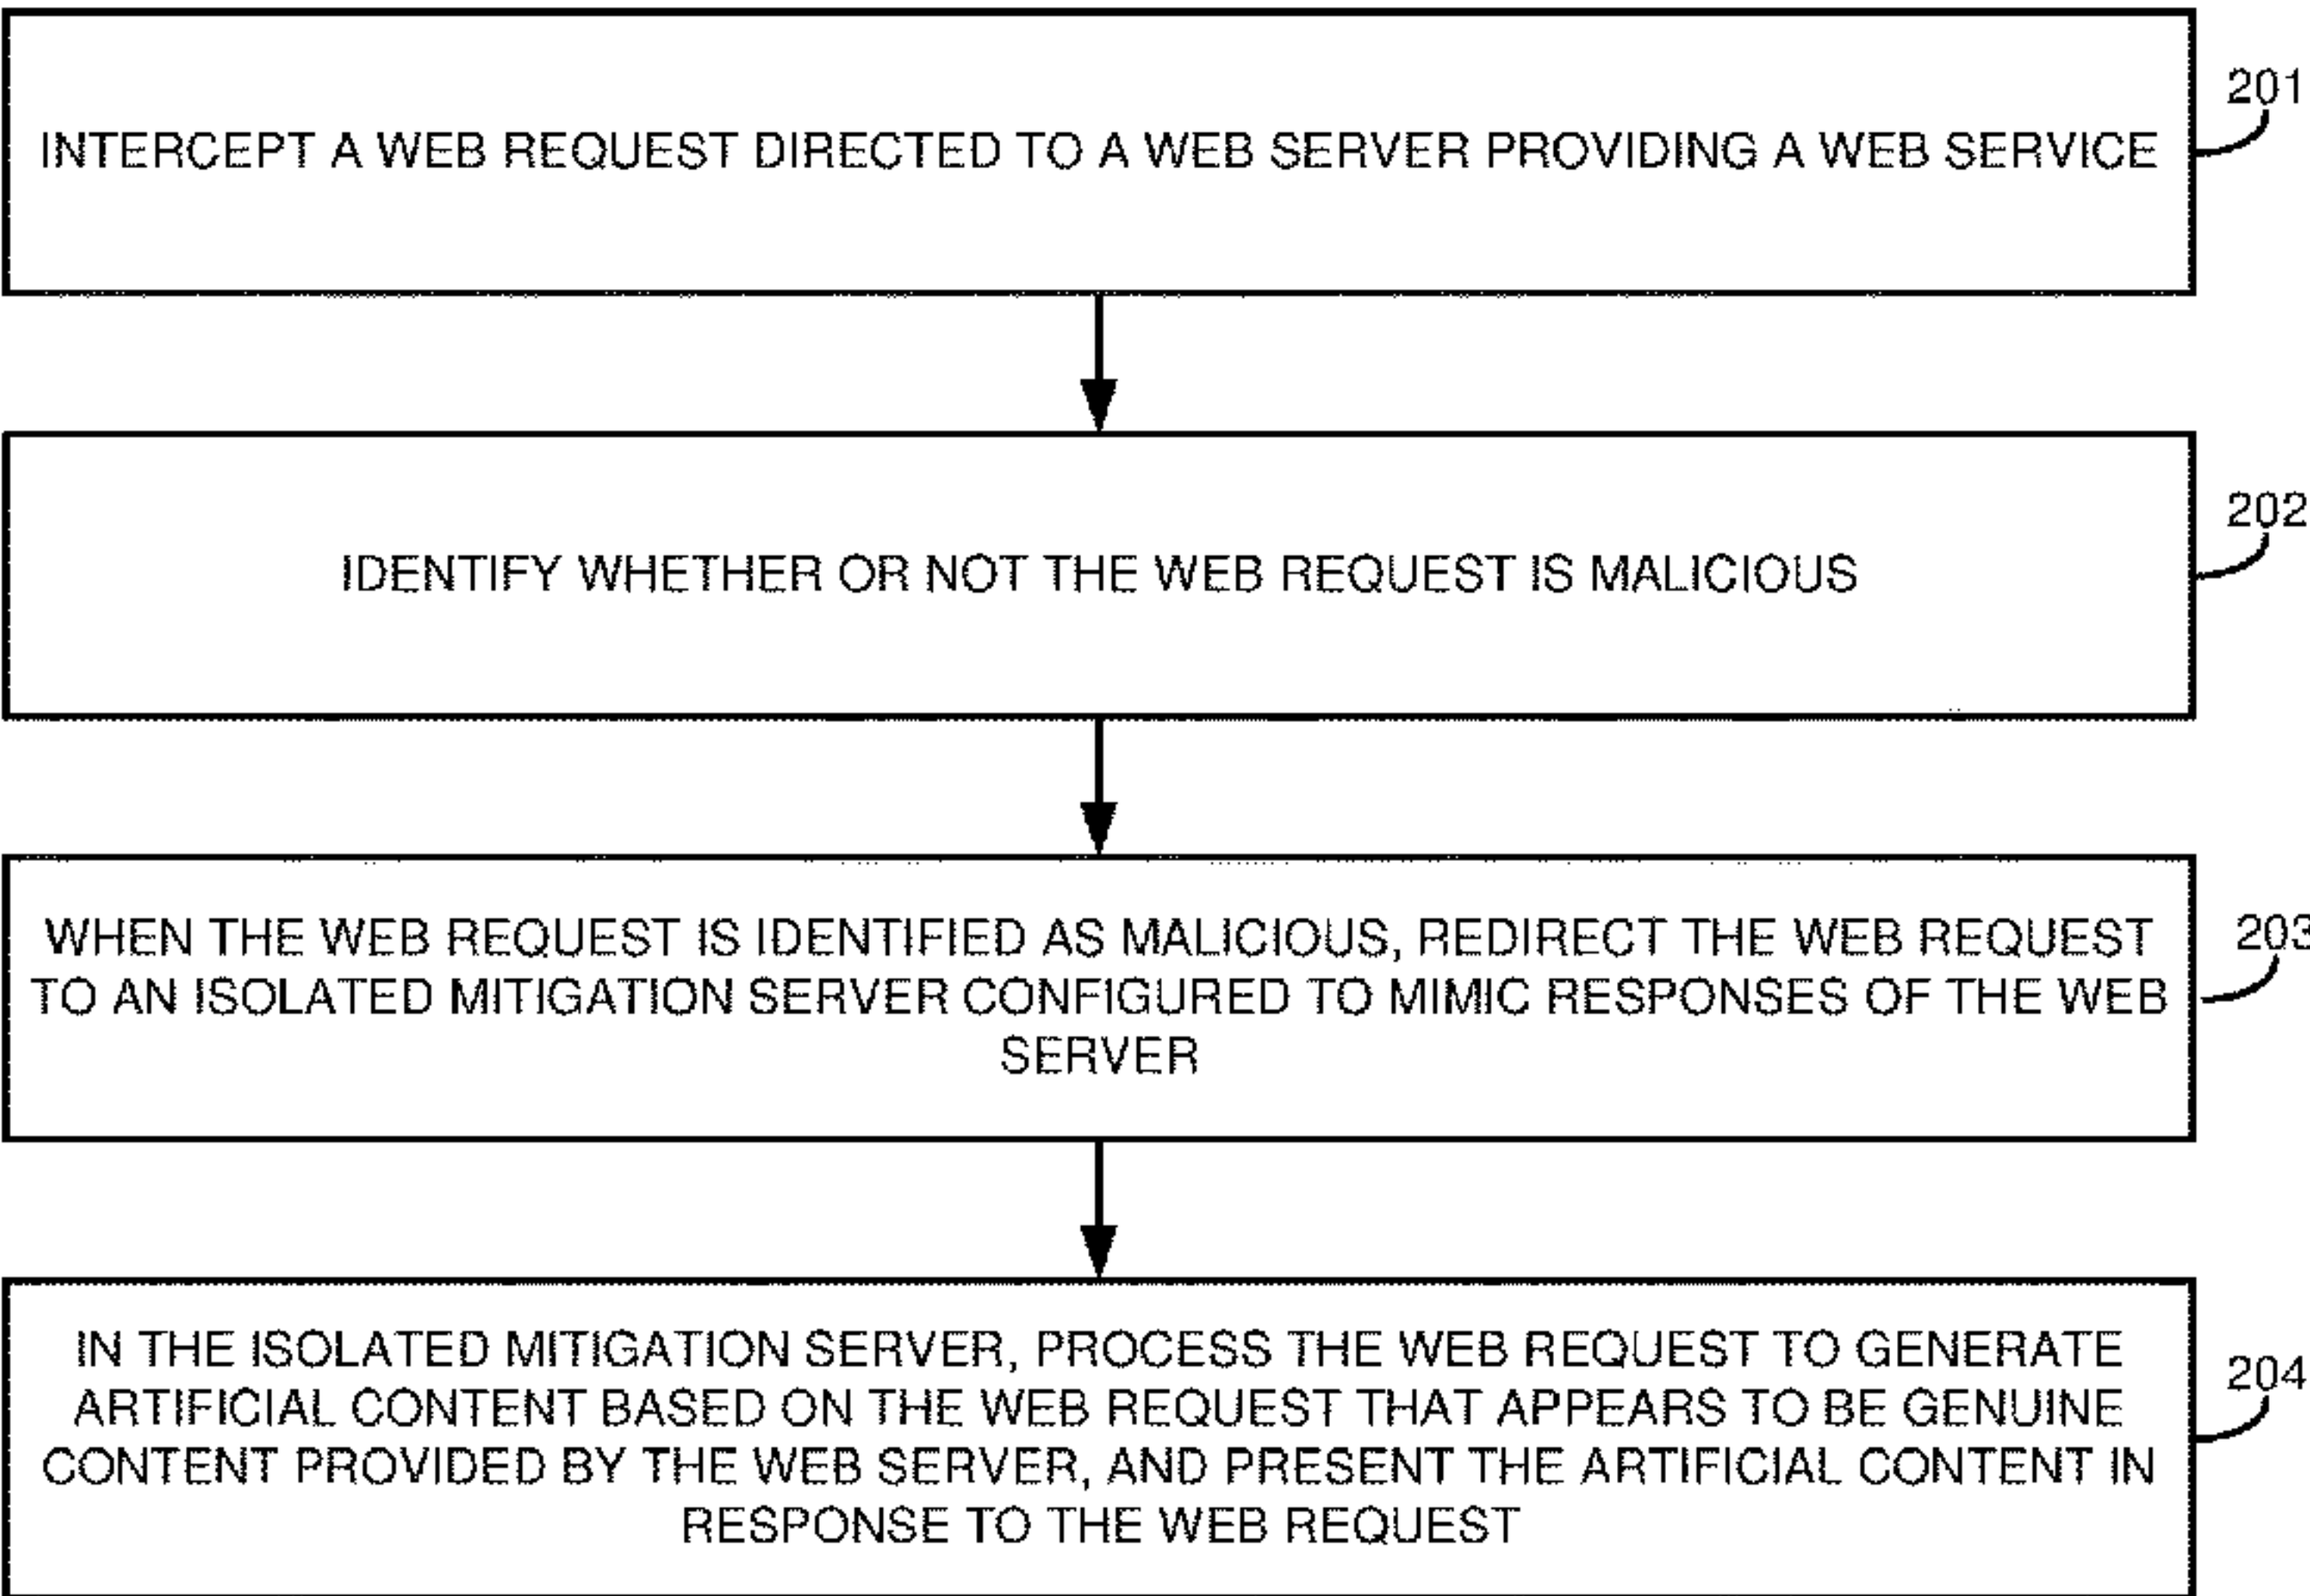 201
INTERCEPT A WEB REQUEST DIRECTED TO A WEB SERVER PROVIDING A WEB SERVICE
202
IDENTIFY WHETHER OR NOT THE WEB REQUEST IS MALICIOUS
203
WHEN THE WEB REQUEST IS IDENTIFIED AS MALICIOUS, REDIRECT THE WEB REQUEST
TO AN ISOLATED MITIGATION SERVER CONFIGURED TO MIMIC RESPONSES OF THE WEB
SERVER
204
IN THE ISOLATED MITIGATION SERVER, PROCESS THE WEB REQUEST TO GENERATE
ARTIFICIAL CONTENT BASED ON THE WEB REQUEST THAT APPEARS TO BE GENUINE
CONTENT PROVIDED BY THE WEB SERVER, AND PRESENT THE ARTIFICIAL CONTENT IN
RESPONSE TO THE WEB REQUEST